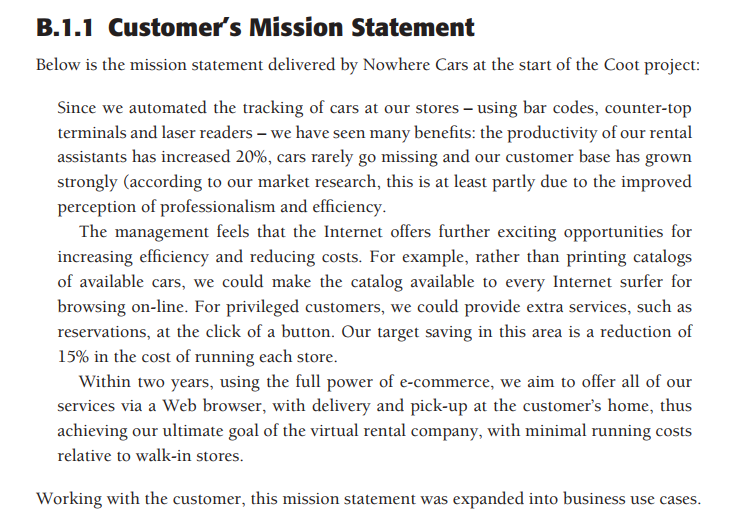 B.1.1 Customer's Mission Statement
Below is the mission statement delivered by Nowhere Cars at the start of the Coot project:
Since we automated the tracking of cars at our stores – using bar codes, counter-top
terminals and laser readers – we have seen many benefits: the productivity of our rental
assistants has increased 20%, cars rarely go missing and our customer base has grown
strongly (according to our market research, this is at least partly due to the improved
perception of professionalism and efficiency.
The management feels that the Internet offers further exciting opportunities for
increasing efficiency and reducing costs. For example, rather than printing catalogs
of available cars, we could make the catalog available to every Internet surfer for
browsing on-line. For privileged customers, we could provide extra services, such as
reservations, at the click of a button. Our target saving in this area is a reduction of
15% in the cost of running each store.
Within two years, using the full power of e-commerce, we aim to offer all of our
services via a Web browser, with delivery and pick-up at the customer's home, thus
achieving our ultimate goal of the virtual rental company, with minimal running costs
relative to walk-in stores.
Working with the customer, this mission statement was expanded into business use cases.